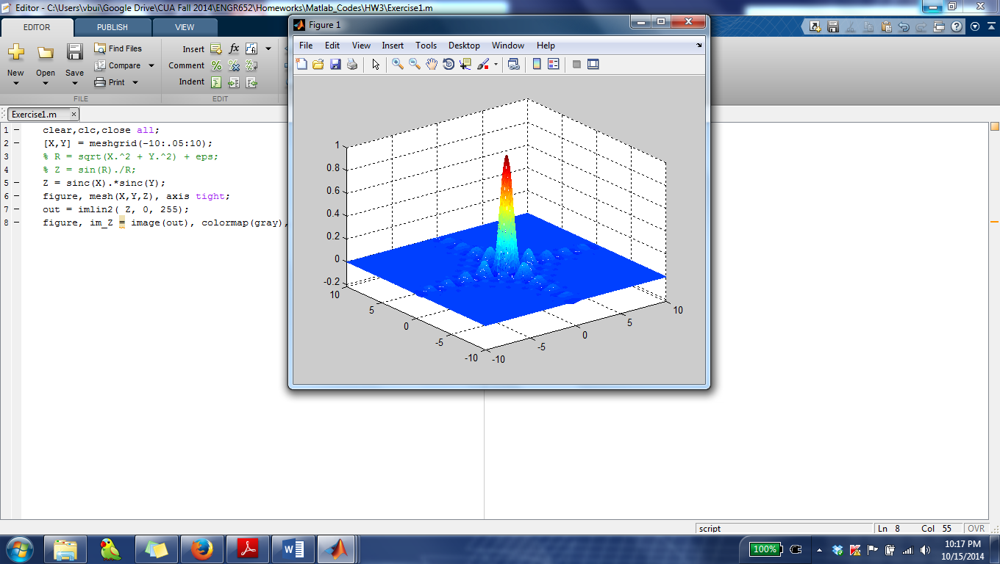 Editor - C:\Users\vbui\Google Drive\CUA Fall 2014\ENGR652\Homeworks\Matlab_Codes\HW3\Exercise1.m
EDITOR PUBLISH VIEW
New Open Save
Find Files
Compare
Print
FILE
Insert
Comment
Indent
EDIT
Exercise1.m
1 clear,clc,close all;
2 [X,Y] = meshgrid(-10:.05:10);
3 % R = sqrt(X.^2 + Y.^2) + eps;
4 % Z = sin(R)./R;
5 Z = sinc(X).*sinc(Y);
6 figure, mesh(X,Y,Z), axis tight;
7 out = imlin2( Z, 0, 255);
8 figure, im_Z = image(out), colormap(gray),
Figure 1
File Edit View Insert Tools Desktop Window Help
1
0.8
0.6
0.4
0.2
0
-0.2
10
5
0
-5
-10
-10
-5
0
5
10
script Ln 8 Col 55 OVR
100%
10:17 PM
10/15/2014